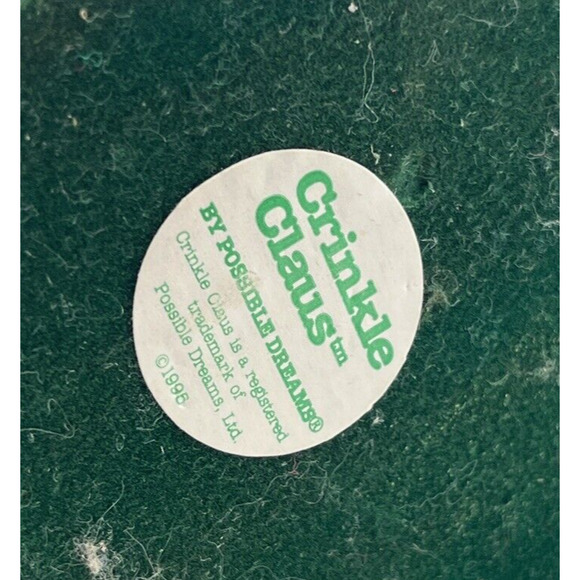 Crinkle
Claus™
BY POSSIBLE DREAMS®
Crinkle Claus is a registered
trademark of
Possible Dreams, Ltd.
©1996